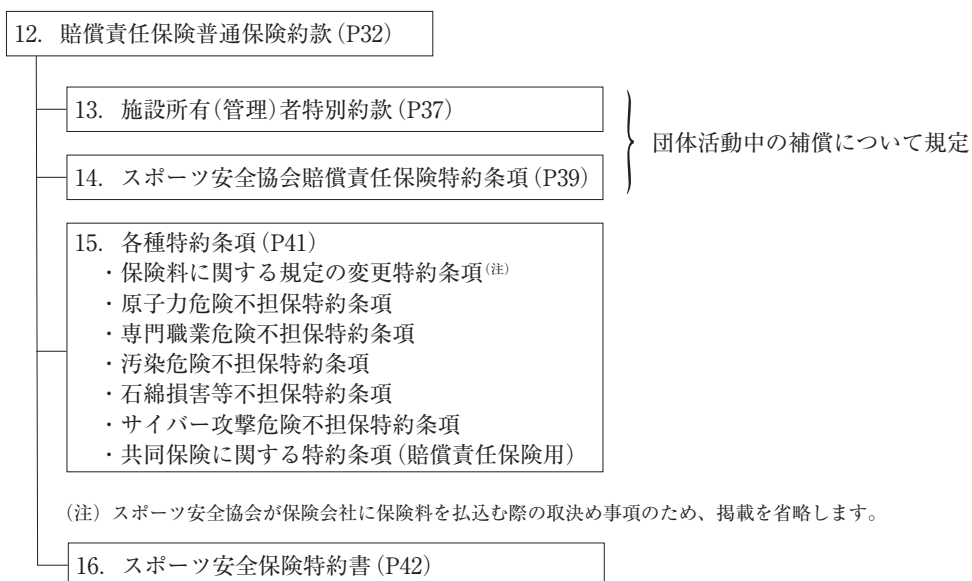 12. 賠償責任保険普通保険約款(P32)
13. 施設所有(管理)者特別約款(P37)
14. スポーツ安全協会賠償責任保険特約条項(P39)
団体活動中の補償について規定
15. 各種特約条項(P41)
・保険料に関する規定の変更特約条項(注)
・原子力危険不担保特約条項
・専門職業危険不担保特約条項
・汚染危険不担保特約条項
・石綿損害等不担保特約条項
・サイバー攻撃危険不担保特約条項
・共同保険に関する特約条項(賠償責任保険用)
(注) スポーツ安全協会が保険会社に保険料を払込む際の取決め事項のため、掲載を省略します。
16. スポーツ安全保険特約書(P42)